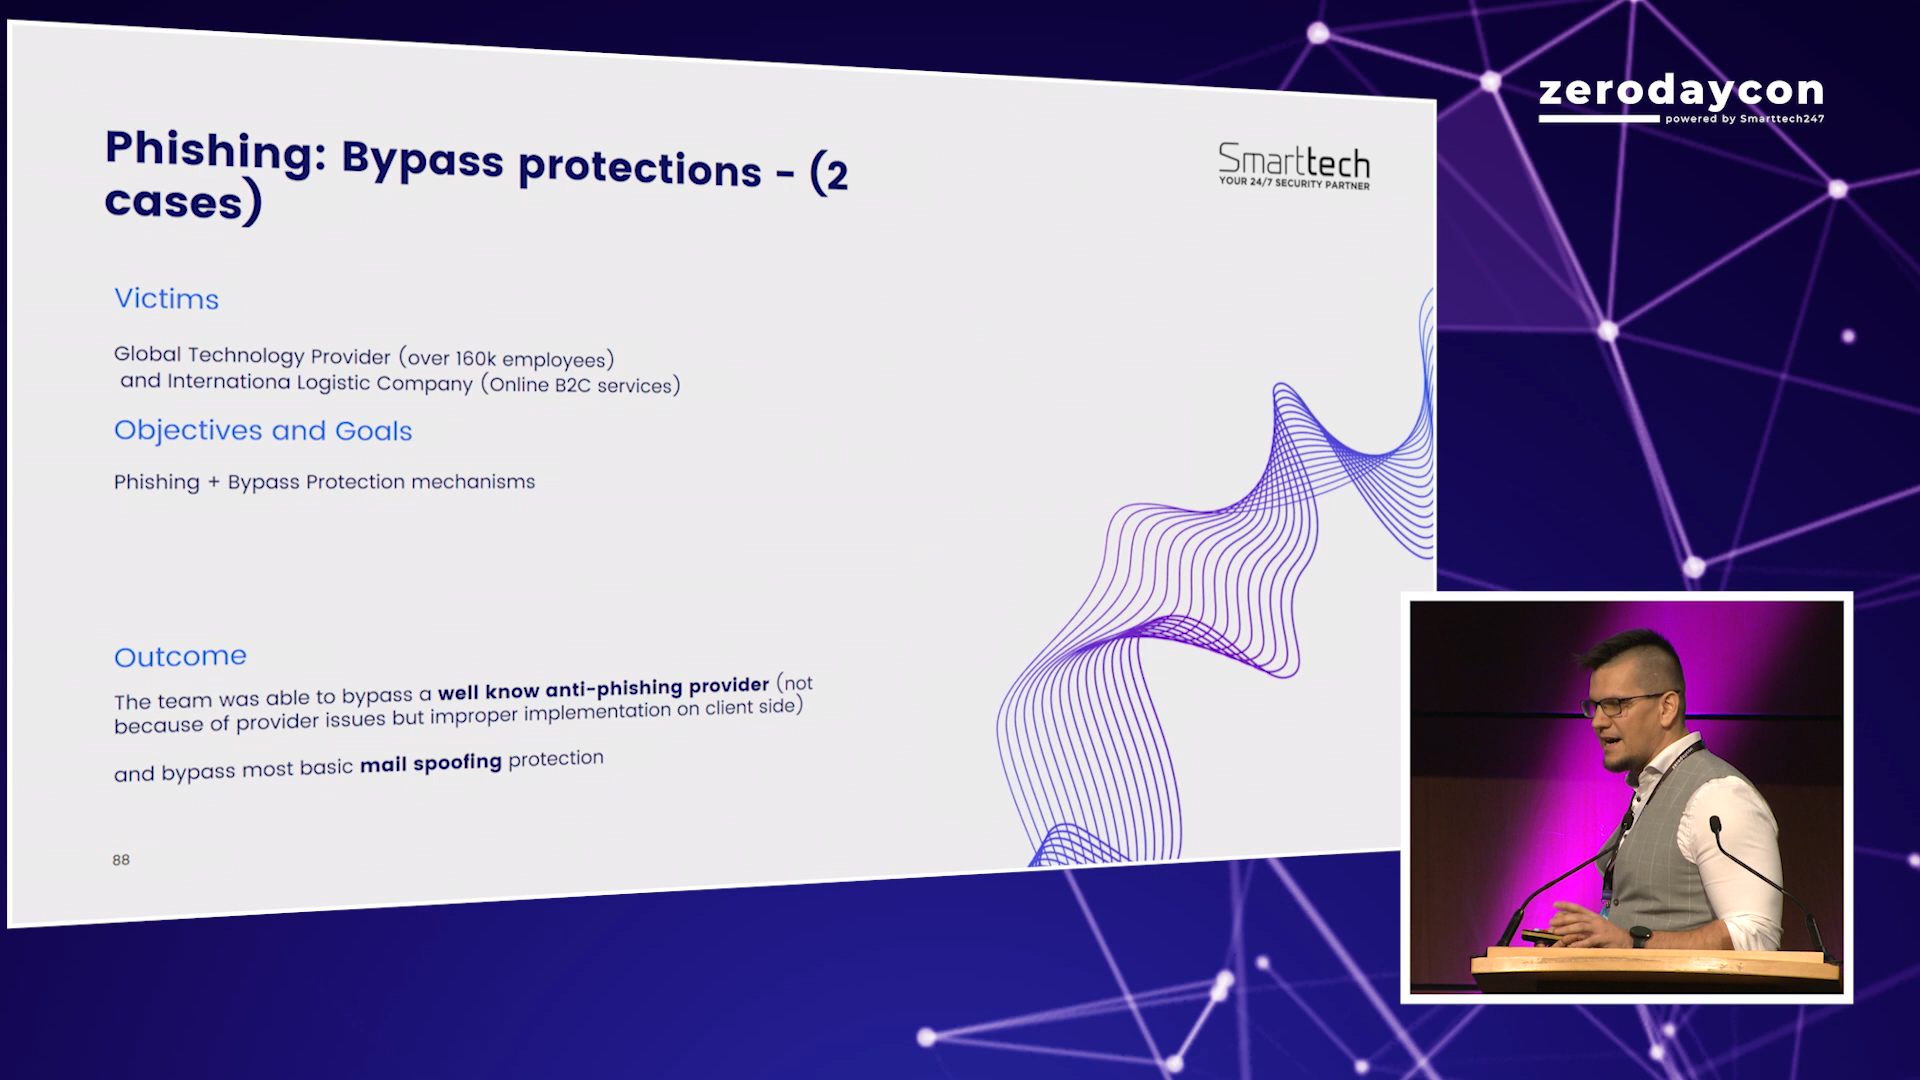 zerodaycon
powered by Smarttech247
Phishing: Bypass protections - (2
cases)
Smarttech
YOUR 24/7 SECURITY PARTNER
Victims
Global Technology Provider (over 160k employees)
and Internationa Logistic Company (Online B2C services)
Objectives and Goals
Phishing + Bypass Protection mechanisms
Outcome
The team was able to bypass a well know anti-phishing provider (not
because of provider issues but improper implementation on client side)
and bypass most basic mail spoofing protection
88